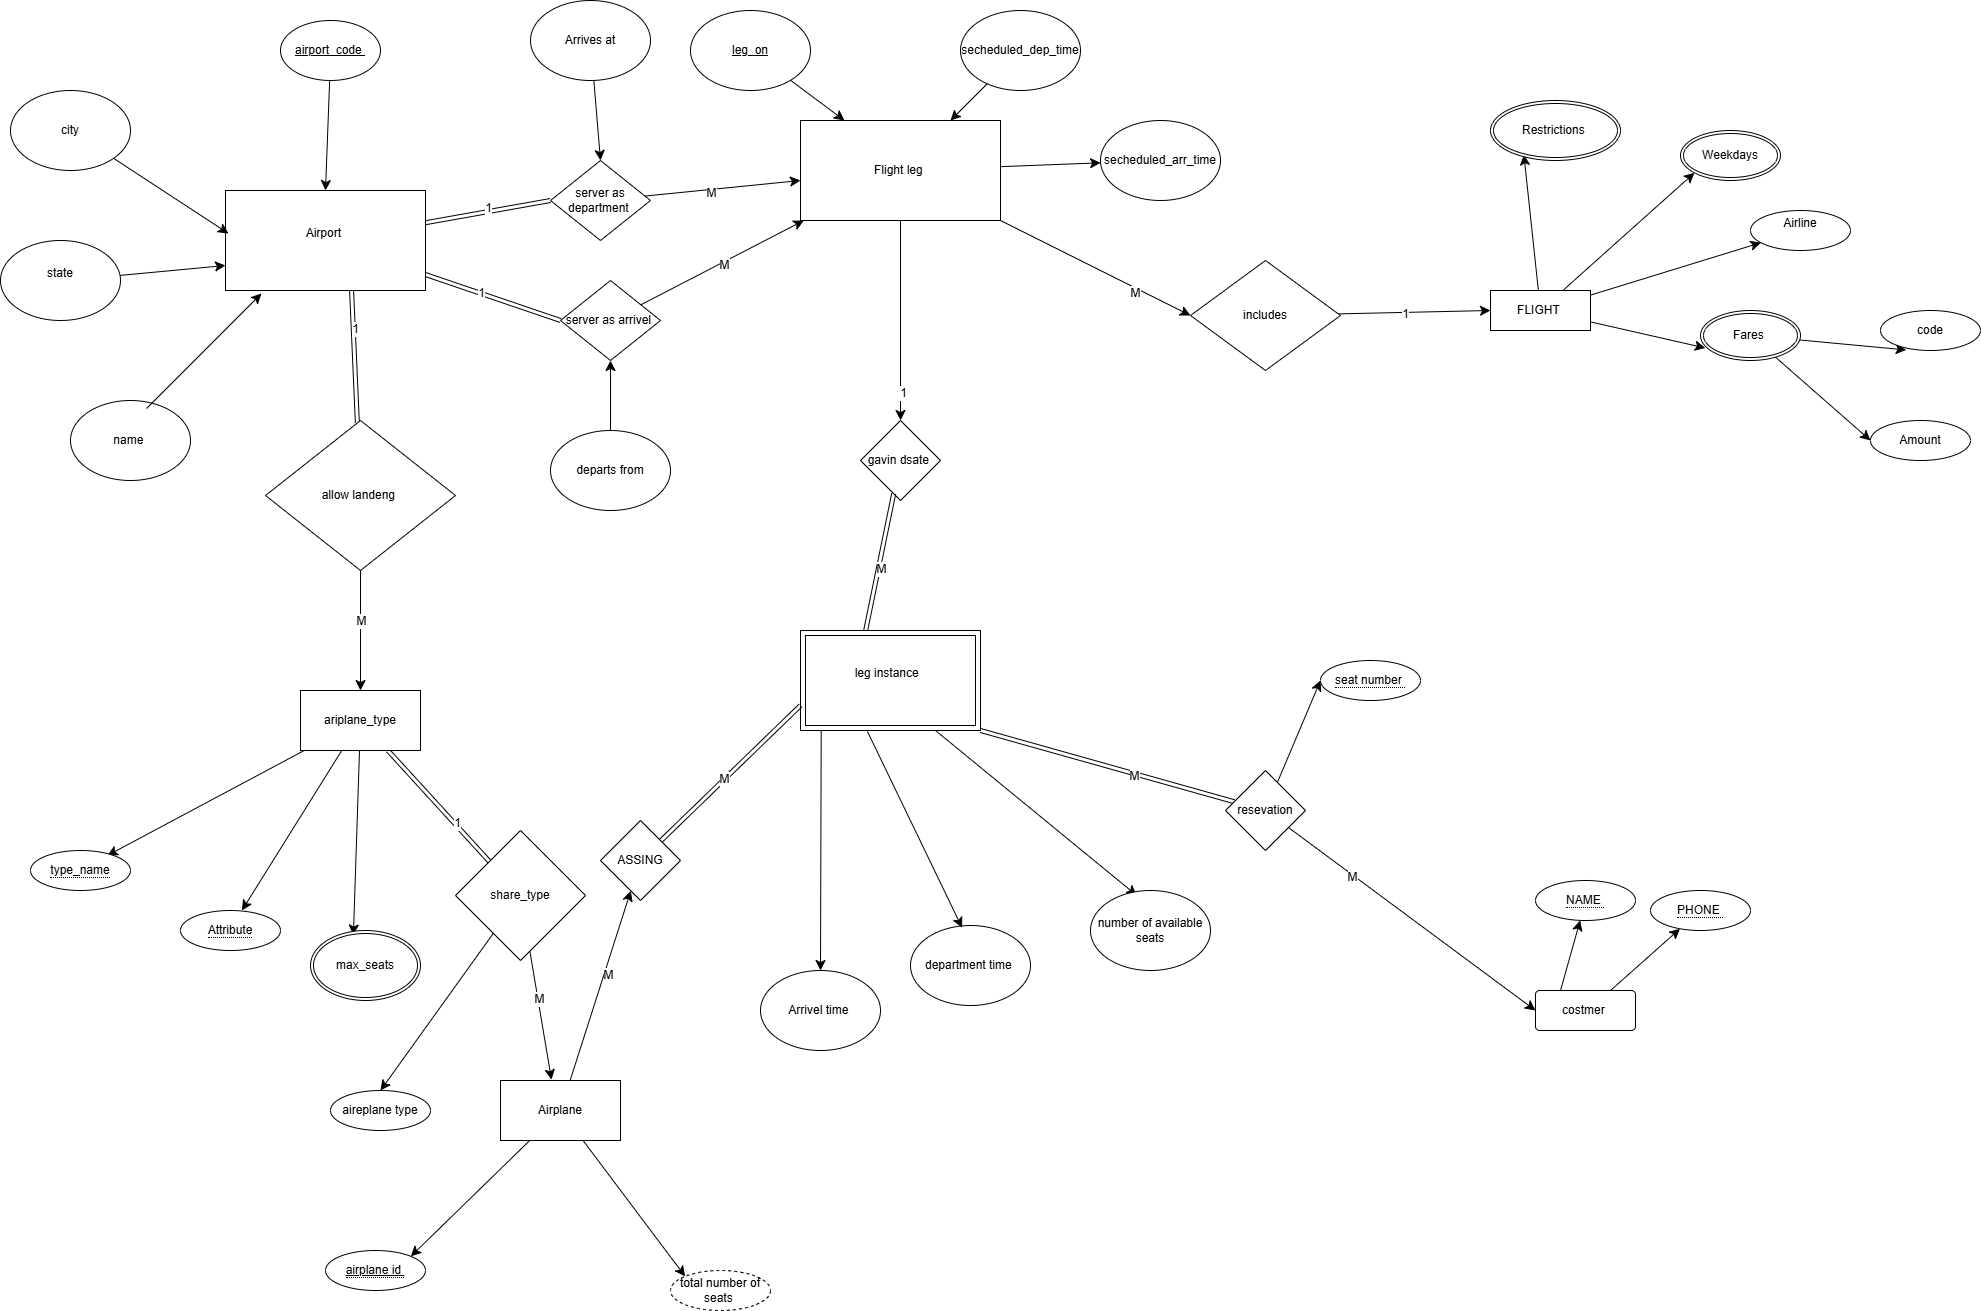 airport_code
Arrives at
leg_on
secheduled_dep_time
city
Restrictions
Weekdays
secheduled_arr_time
Flight leg
server as
department
1
M
Airport
Airline
state
M
1
server as arrivel
M
includes
1
FLIGHT
Fares
code
1
1
name
departs from
gavin dsate
Amount
allow landeng
M
M
leg instance
seat number
ariplane_type
M
M
resevation
1
type_name
ASSING
M
share_type
Attribute
max_seats
NAME
PHONE
number of available
seats
department time
M
M
Arrivel time
costmer
aireplane type
Airplane
airplane id
total number of
seats